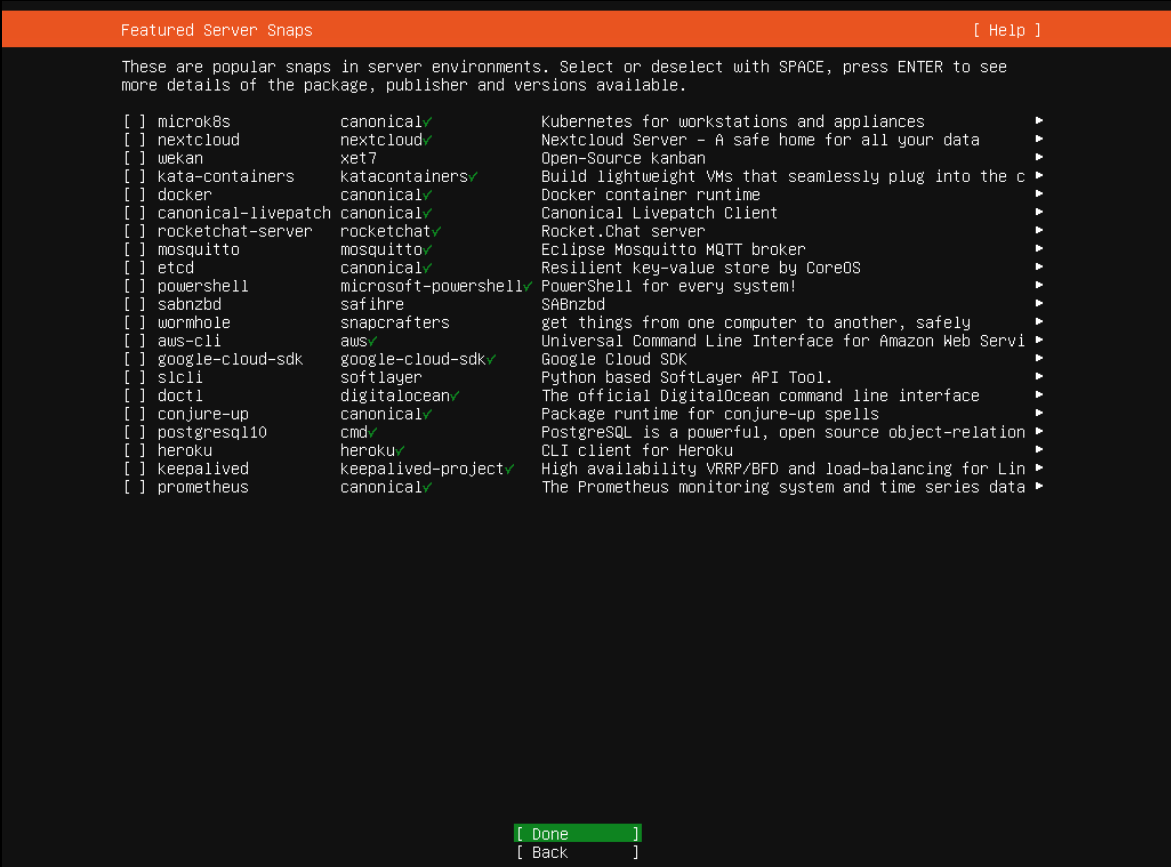 Featured Server Snaps [ Help ]
These are popular snaps in server environments. Select or deselect with SPACE, press ENTER to see
more details of the package, publisher and versions available.
[ ] microk8s canonical✓ Kubernetes for workstations and appliances ▸
[ ] nextcloud nextcloud✓ Nextcloud Server – A safe home for all your data ▸
[ ] wekan xet7 Open-Source kanban ▸
[ ] kata-containers katacontainers✓ Build lightweight VMs that seamlessly plug into the c ▸
[ ] docker canonical✓ Docker container runtime ▸
[ ] canonical-livepatch canonical✓ Canonical Livepatch Client ▸
[ ] rocketchat-server rocketchat✓ Rocket.Chat server ▸
[ ] mosquitto mosquitto✓ Eclipse Mosquitto MQTT broker ▸
[ ] etcd canonical✓ Resilient key-value store by CoreOS ▸
[ ] powershell microsoft-powershell✓ PowerShell for every system! ▸
[ ] sabnzbd safihre SABnzbd ▸
[ ] wormhole snapcrafters get things from one computer to another, safely ▸
[ ] aws-cli aws✓ Universal Command Line Interface for Amazon Web Servi ▸
[ ] google-cloud-sdk google-cloud-sdk✓ Google Cloud SDK ▸
[ ] slcli softlayer Python based SoftLayer API Tool. ▸
[ ] doctl digitalocean✓ The official DigitalOcean command line interface ▸
[ ] conjure-up canonical✓ Package runtime for conjure-up spells ▸
[ ] postgresql10 cmd✓ PostgreSQL is a powerful, open source object-relation ▸
[ ] heroku heroku✓ CLI client for Heroku ▸
[ ] keepalived keepalived-project✓ High availability VRRP/BFD and load-balancing for Lin ▸
[ ] prometheus canonical✓ The Prometheus monitoring system and time series data ▸
[ Done ]
[ Back ]